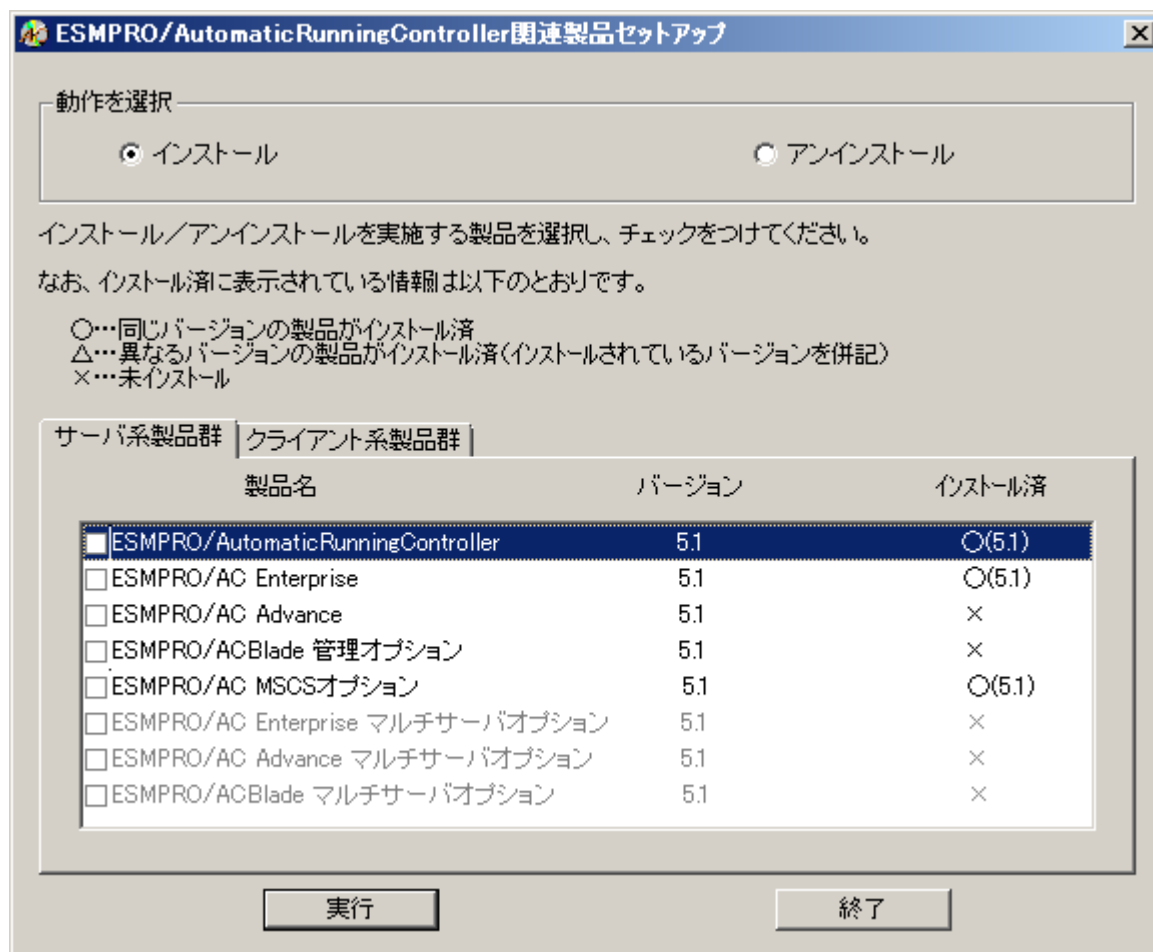 ESMPRO/AutomaticRunningController関連製品セットアップ
動作を選択
インストール
アンインストール
インストール／アンインストールを実施する製品を選択し、チェックをつけてください。
なお、インストール済に表示されている情報は以下のとおりです。
○…同じバージョンの製品がインストール済
△…異なるバージョンの製品がインストール済(インストールされているバージョンを併記)
×…未インストール
サーバ系製品群 クライアント系製品群
製品名 バージョン インストール済
ESMPRO/AutomaticRunningController 5.1 ○(5.1)
ESMPRO/AC Enterprise 5.1 ○(5.1)
ESMPRO/AC Advance 5.1 ×
ESMPRO/ACBlade 管理オプション 5.1 ×
ESMPRO/AC MSCSオプション 5.1 ○(5.1)
ESMPRO/AC Enterprise マルチサーバオプション 5.1 ×
ESMPRO/AC Advance マルチサーバオプション 5.1 ×
ESMPRO/ACBlade マルチサーバオプション 5.1 ×
実行 終了